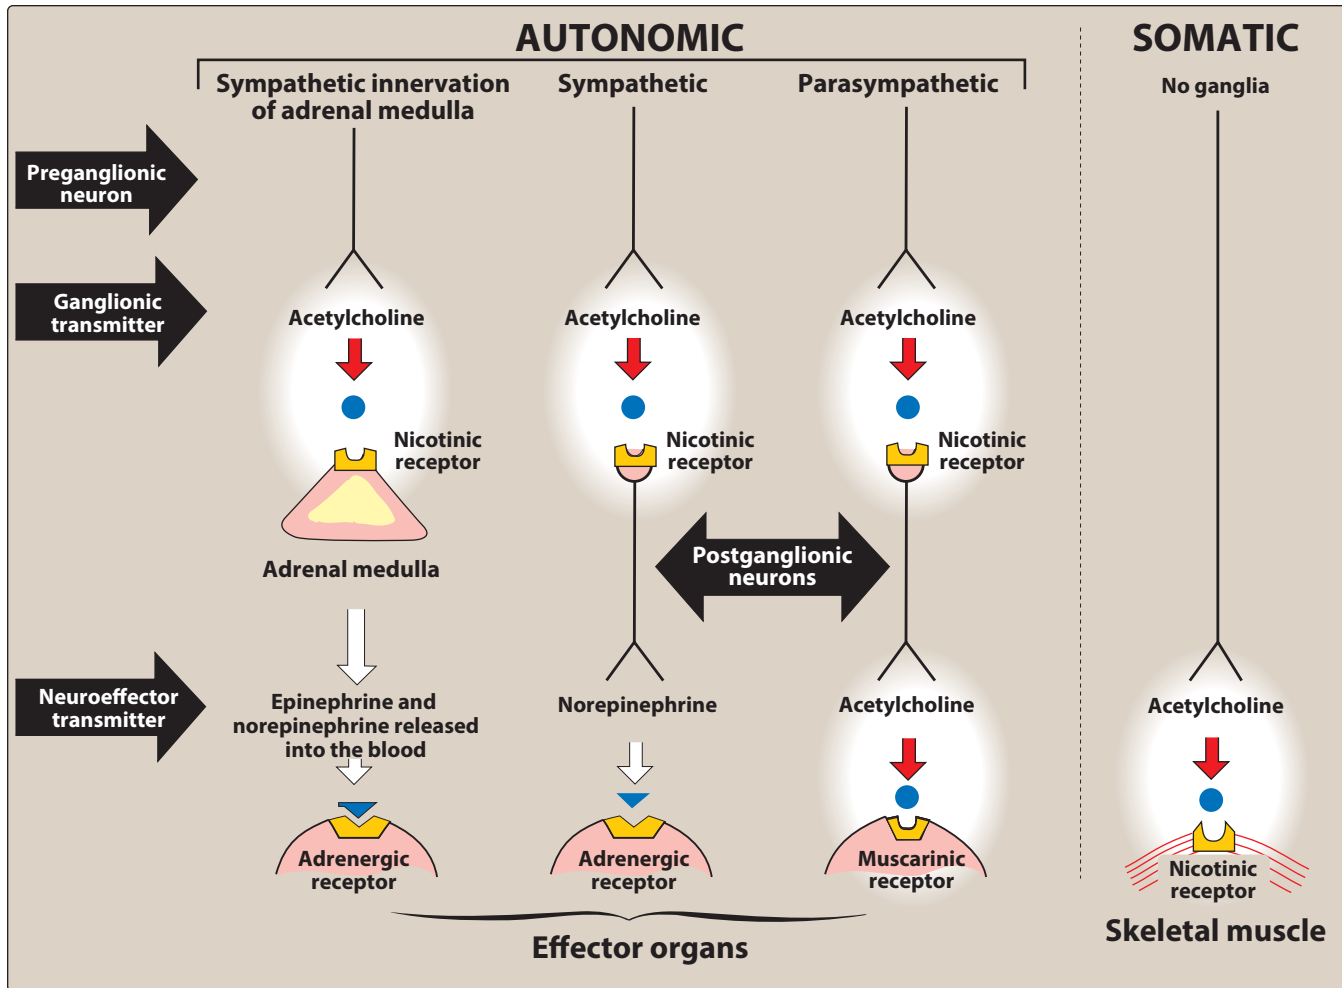 AUTONOMIC
SOMATIC
Sympathetic innervation
of adrenal medulla
Sympathetic
Parasympathetic
No ganglia
Preganglionic
neuron
Ganglionic
transmitter
Acetylcholine
Acetylcholine
Acetylcholine
Nicotinic
receptor
Nicotinic
receptor
Nicotinic
receptor
Adrenal medulla
Postganglionic
neurons
Neuroeffector
transmitter
Epinephrine and
norepinephrine released
into the blood
Norepinephrine
Acetylcholine
Acetylcholine
Adrenergic
receptor
Adrenergic
receptor
Muscarinic
receptor
Nicotinic
receptor
Effector organs
Skeletal muscle